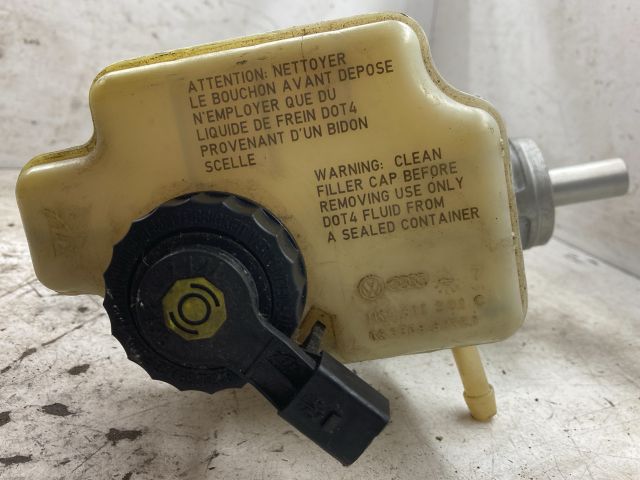 ATTENTION: NETTOYER
LE BOUCHON AVANT DEPOSE
N'EMPLOYER QUE DU
LIQUIDE DE FREIN DOT4
PROVENANT D'UN BIDON
SCELLE
WARNING: CLEAN
FILLER CAP BEFORE
REMOVING USE ONLY
DOT4 FLUID FROM
A SEALED CONTAINER
7